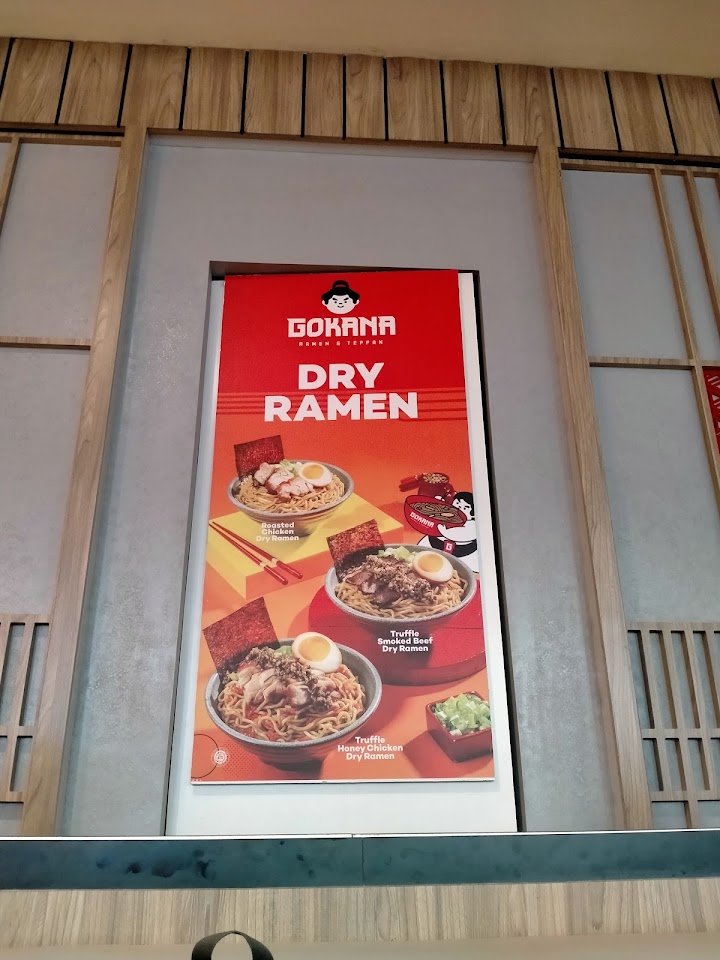 GOKANA
RAMEN & TEPPAN
DRY
RAMEN
Roasted
Chicken
Dry Ramen
GOKANA
Truffle
Smoked Beef
Dry Ramen
Truffle
Honey Chicken
Dry Ramen